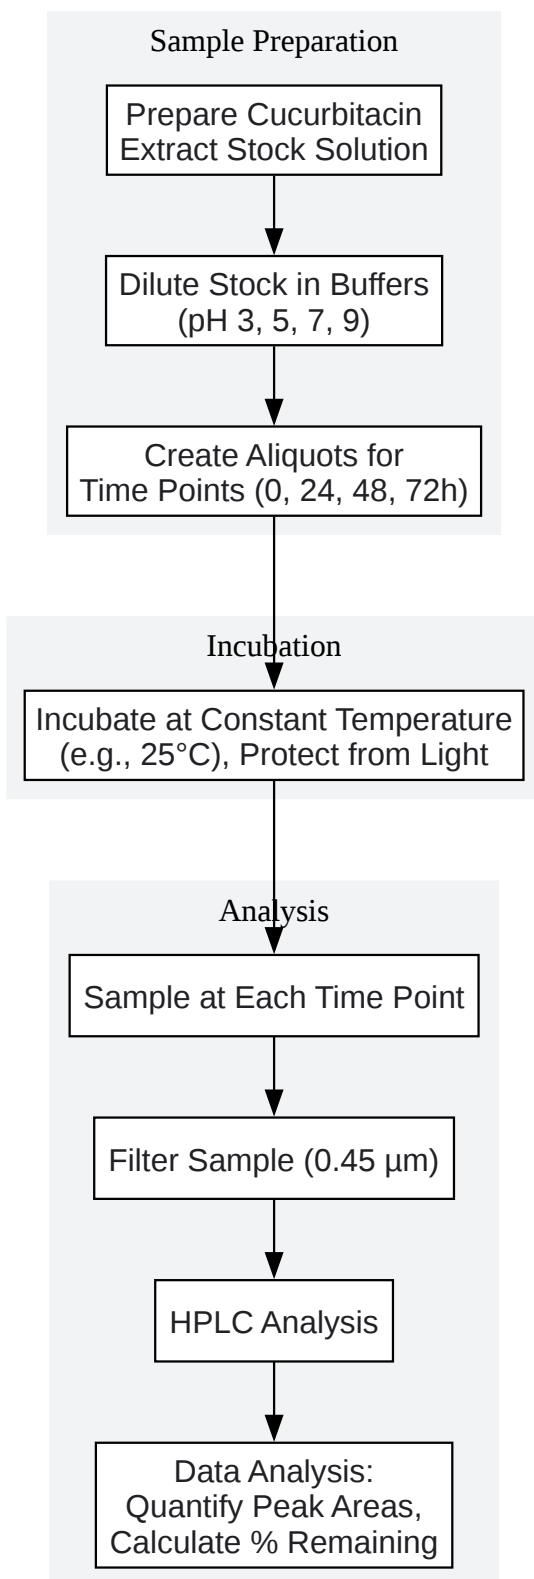 Sample Preparation
Prepare Cucurbitacin
Extract Stock Solution
Dilute Stock in Buffers
(pH 3, 5, 7, 9)
Create Aliquots for
Time Points (0, 24, 48, 72h)
Incubation
Incubate at Constant Temperature
(e.g., 25°C), Protect from Light
Analysis
Sample at Each Time Point
Filter Sample (0.45 µm)
HPLC Analysis
Data Analysis:
Quantify Peak Areas,
Calculate % Remaining